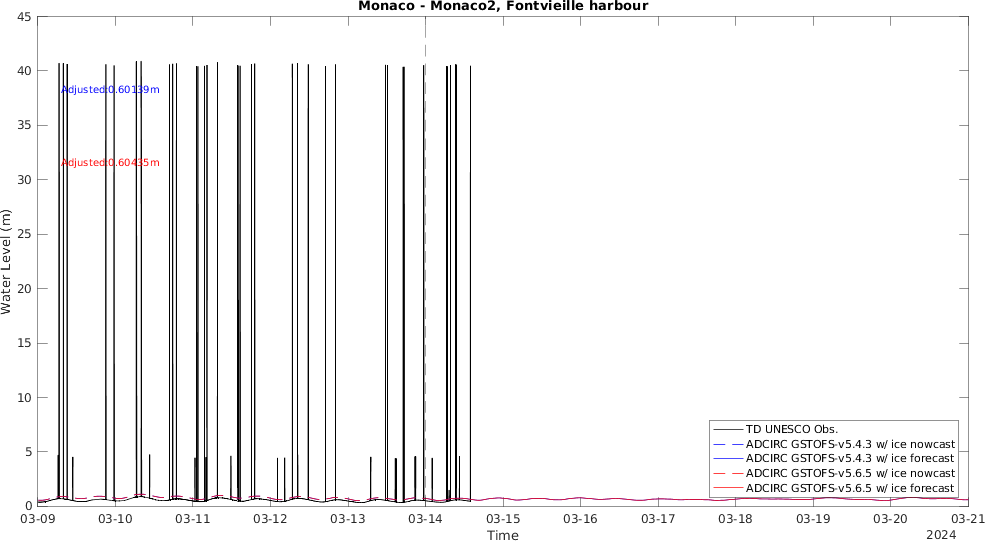 Monaco - Monaco2, Fontvieille harbour
45
40
35
30
25
20
15
10
5
0
Water Level (m)
Adjusted:0.60139m
Adjusted:0.60435m
TD UNESCO Obs.
ADCIRC GSTOFS-v5.4.3 w/ ice nowcast
ADCIRC GSTOFS-v5.4.3 w/ ice forecast
ADCIRC GSTOFS-v5.6.5 w/ ice nowcast
ADCIRC GSTOFS-v5.6.5 w/ ice forecast
03-09 03-10 03-11 03-12 03-13 03-14 03-15 03-16 03-17 03-18 03-19 03-20 03-21
Time
2024